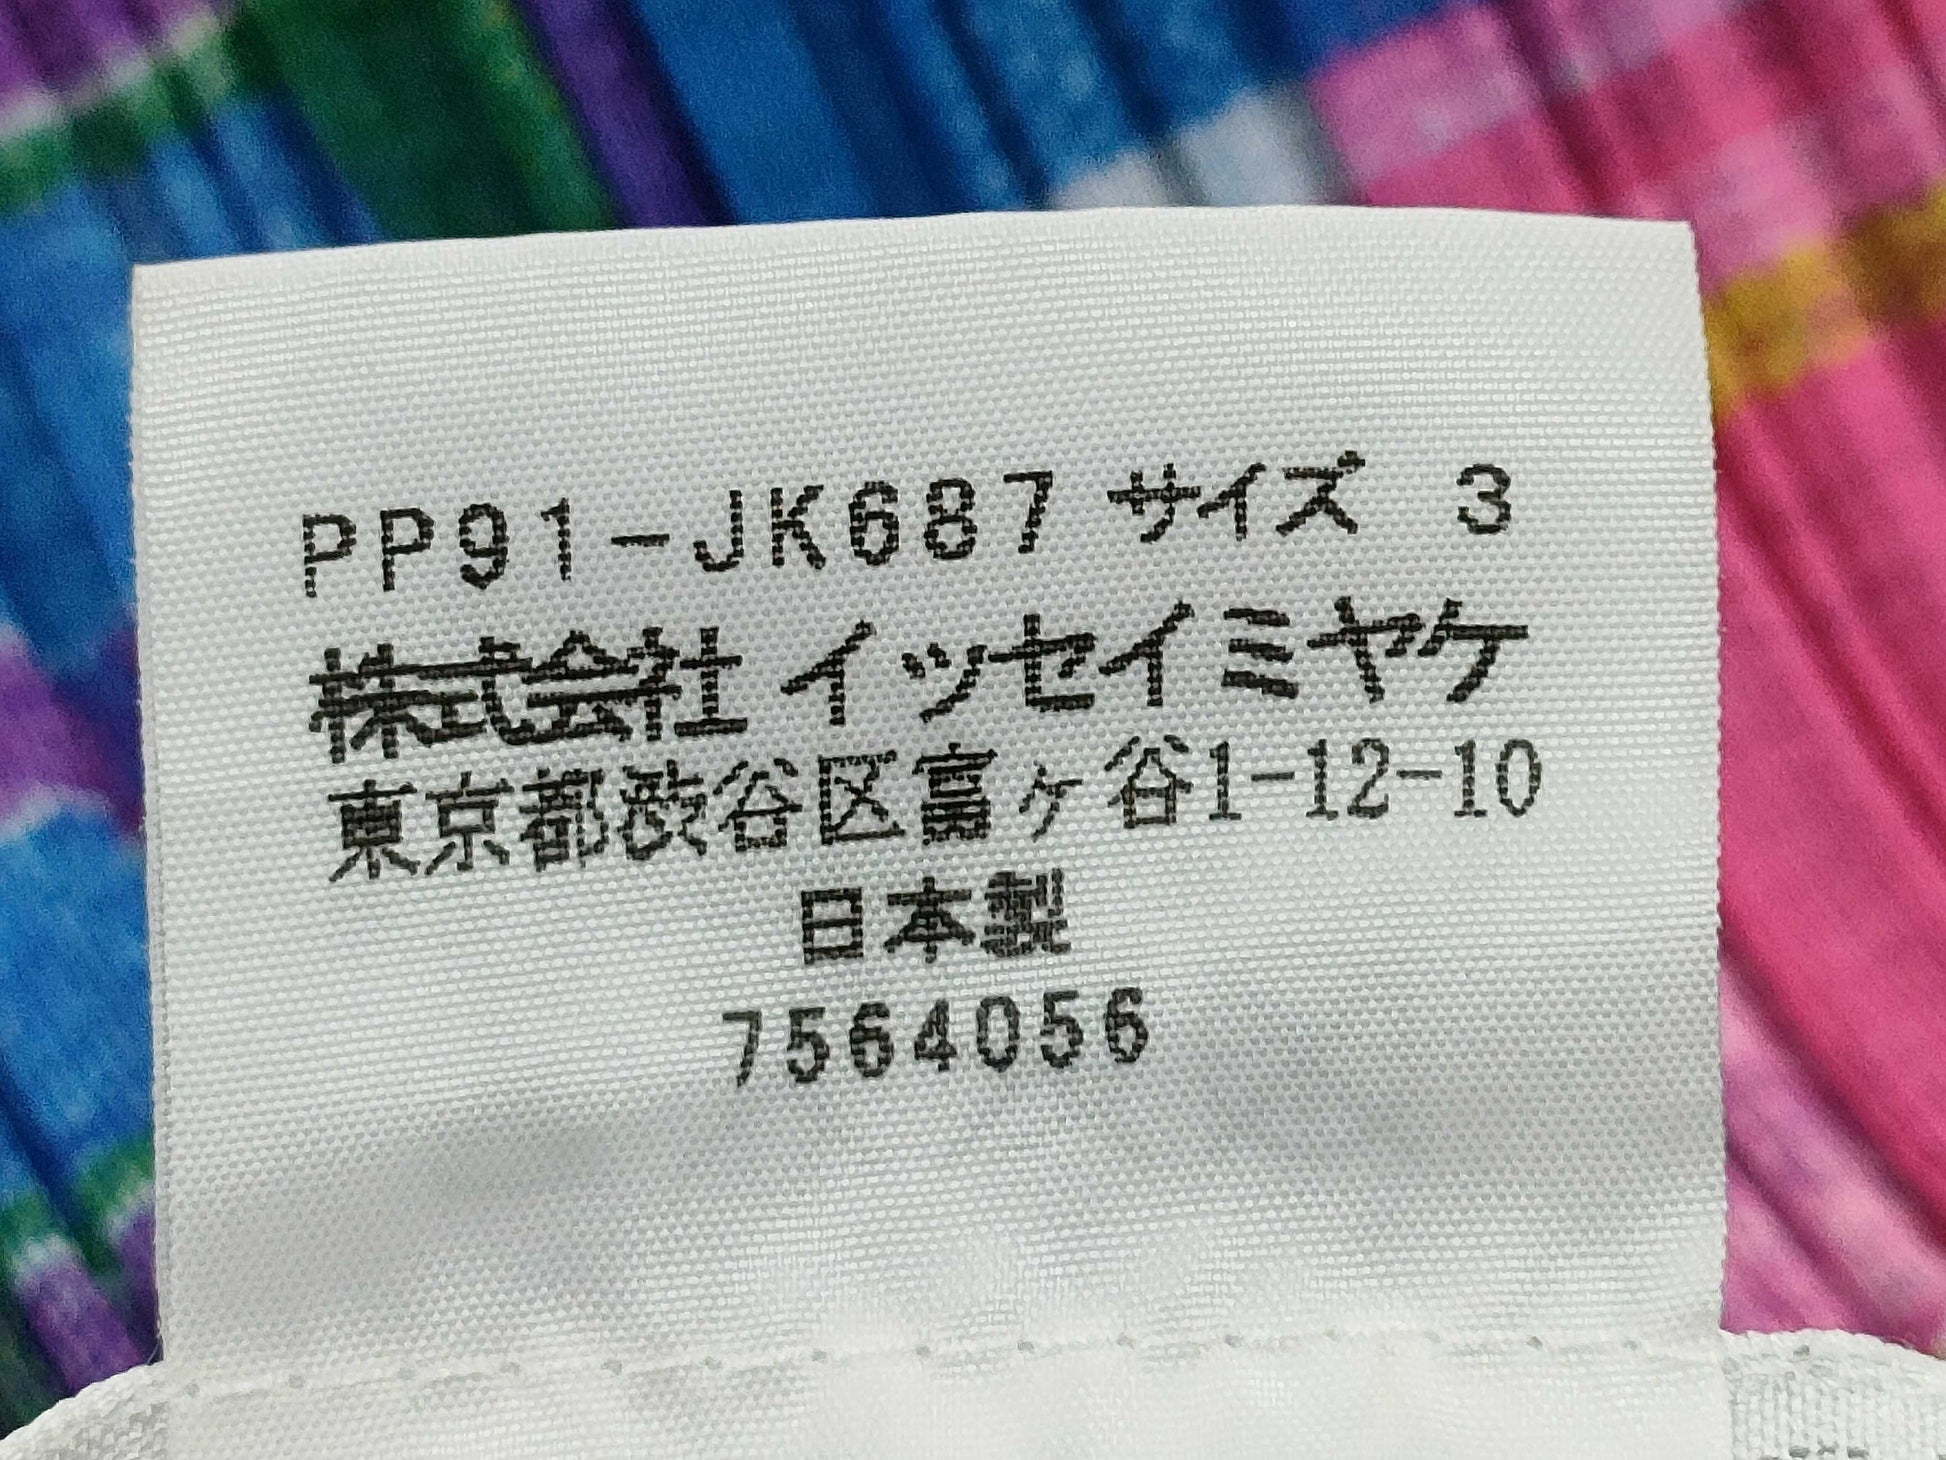 PP91-JK687 サイズ 3
株式会社 イッセイミヤケ
東京都渋谷区富ヶ谷1-12-10
日本製
7564056